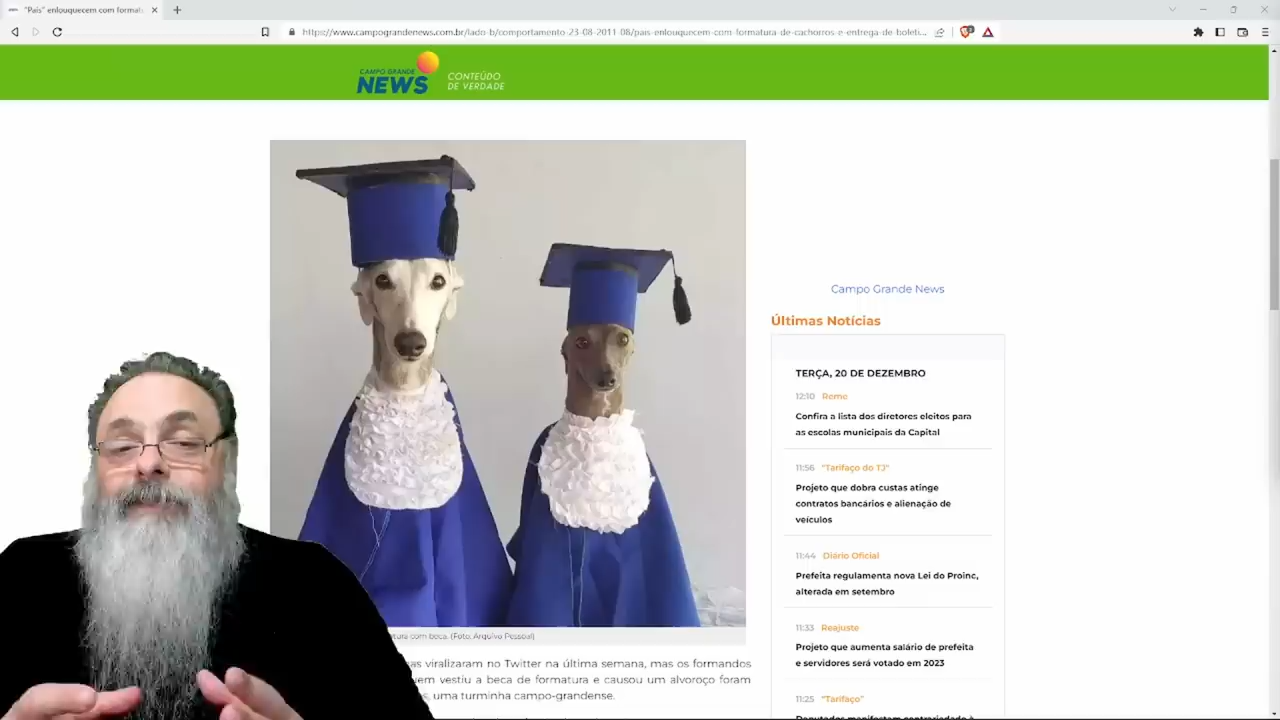 "Pais" enlouquecem com format
https://www.campograndenews.com.br/lado-b/comportamento-23-08-2011-08/pais-enlouquecem-com-formatura-de-cachorros-e-entrega-de-boleti...
CAMPO GRANDE
NEWS
CONTEÚDO
DE VERDADE
Campo Grande News
Últimas Notícias
TERÇA, 20 DE DEZEMBRO
12:10 Reme
Confira a lista dos diretores eleitos para
as escolas municipais da Capital
11:56 "Tarifaço do TJ"
Projeto que dobra custas atinge
contratos bancários e alienação de
veículos
11:44 Diário Oficial
Prefeita regulamenta nova Lei do Proinc,
alterada em setembro
11:33 Reajuste
Projeto que aumenta salário de prefeita
e servidores será votado em 2023
11:25 "Tarifaço"
Deputados manifestam contrariedade à
com beca. (Foto: Arquivo Pessoal)
viralizaram no Twitter na última semana, mas os formandos
vestiu a beca de formatura e causou um alvoroço foram
uma turminha campo-grandense.